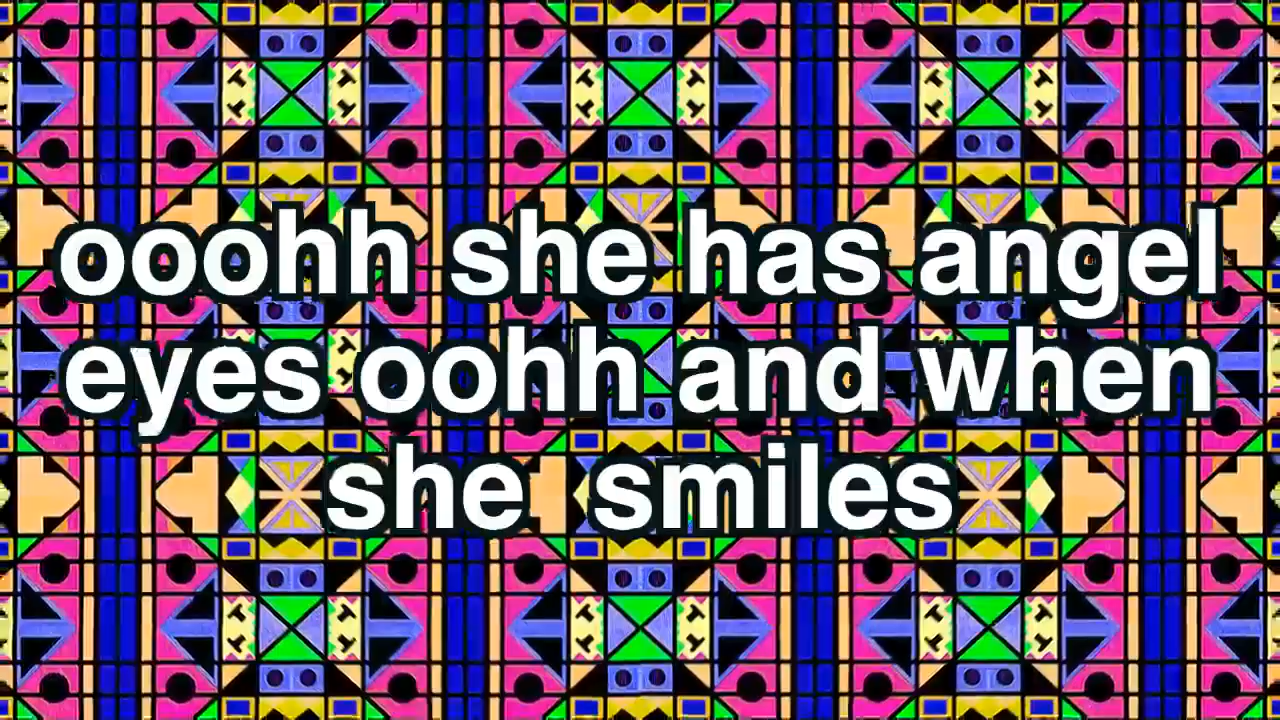 ooohh she has angel
eyes oohh and when
she  smiles